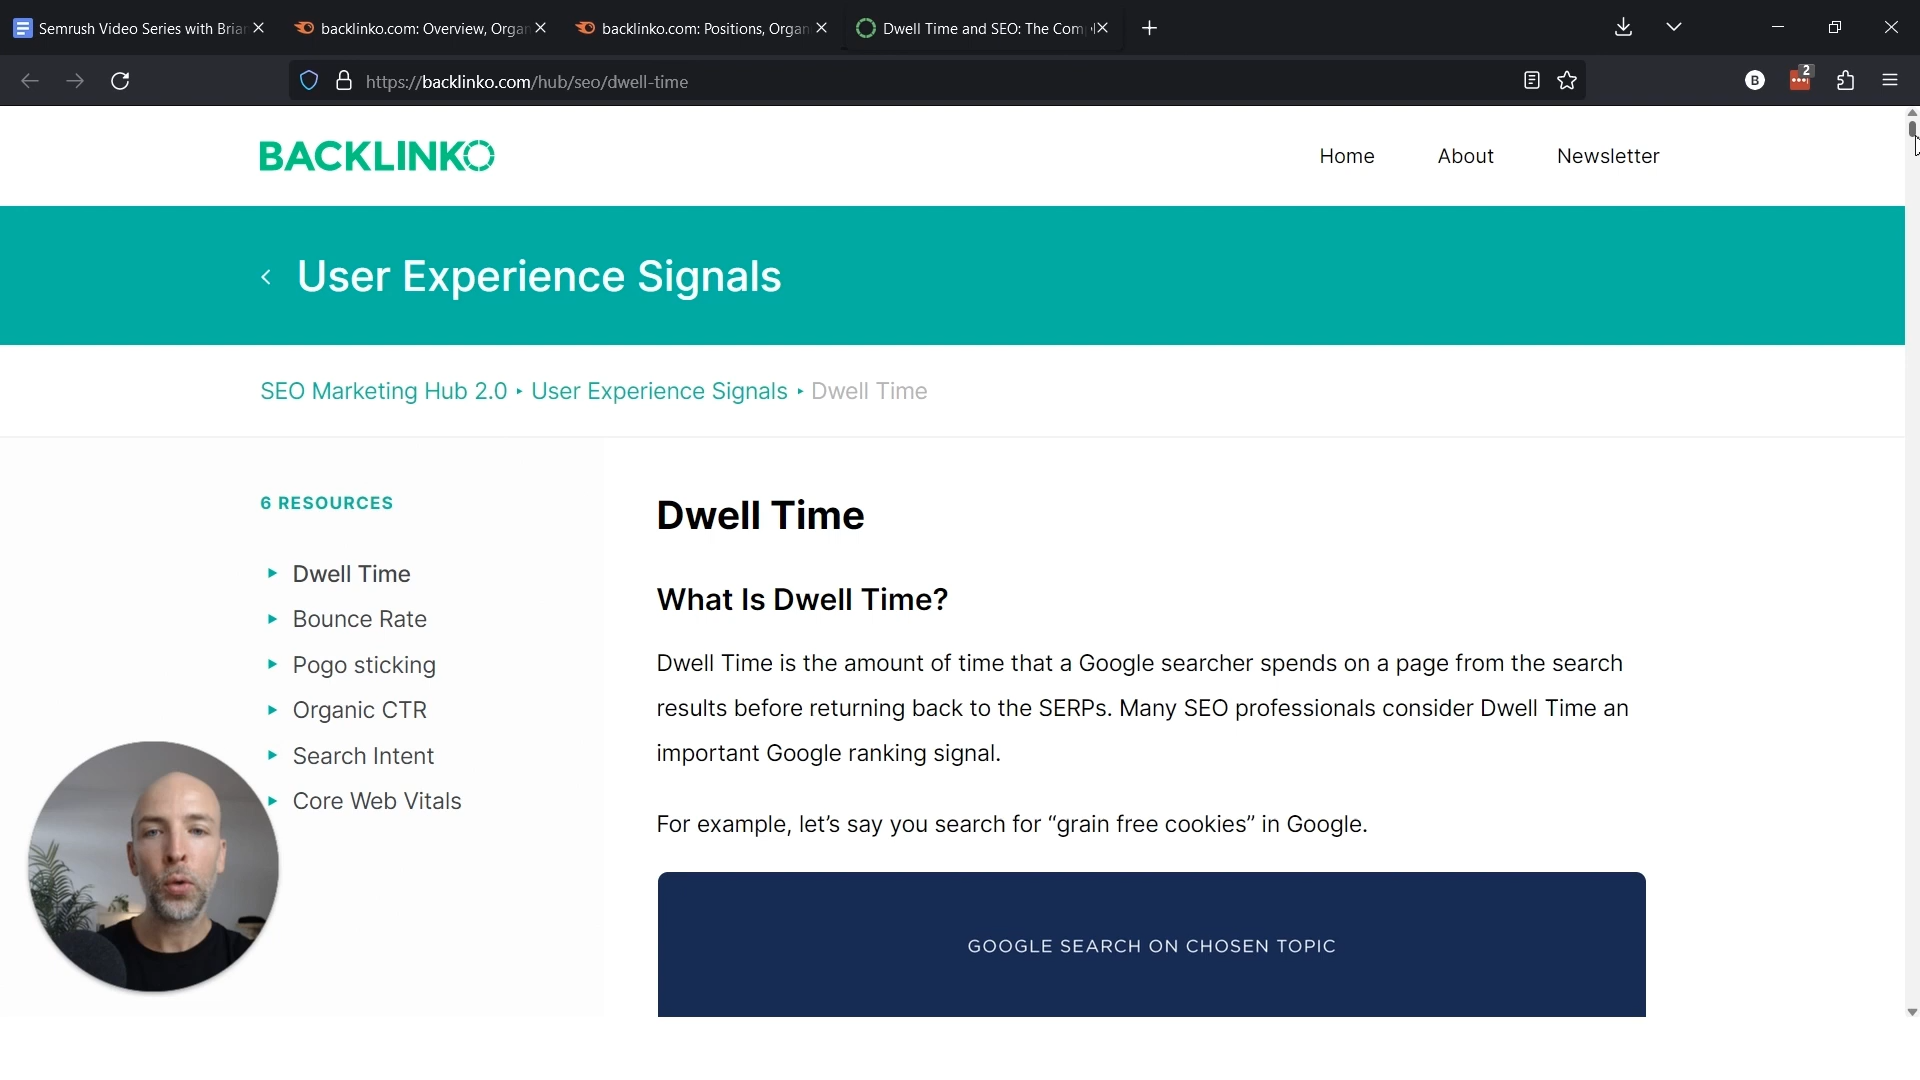 Semrush Video Series with Bria
backlinko.com: Overview, Organ
backlinko.com: Positions, Organ
Dwell Time and SEO: The Comp
https://backlinko.com/hub/seo/dwell-time
B
2
BACKLINKO
Home
About
Newsletter
User Experience Signals
SEO Marketing Hub 2.0 ‣ User Experience Signals ‣ Dwell Time
6 RESOURCES
Dwell Time
Bounce Rate
Pogo sticking
Organic CTR
Search Intent
Core Web Vitals
Dwell Time
What Is Dwell Time?
Dwell Time is the amount of time that a Google searcher spends on a page from the search
results before returning back to the SERPs. Many SEO professionals consider Dwell Time an
important Google ranking signal.
For example, let’s say you search for “grain free cookies” in Google.
GOOGLE SEARCH ON CHOSEN TOPIC